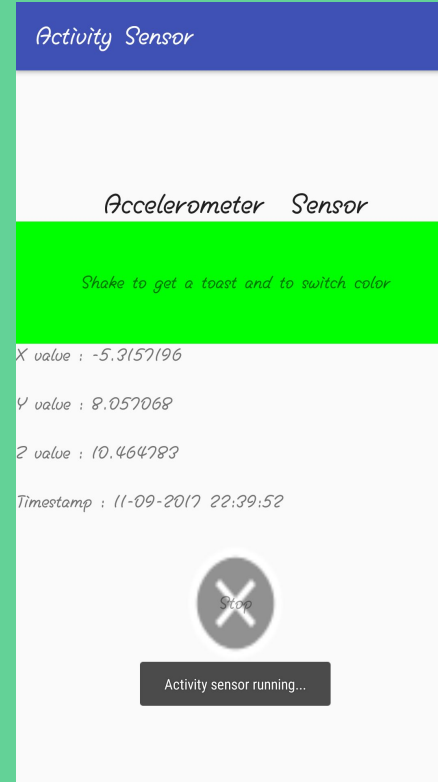 Activity Sensor
Accelerometer Sensor
Shake to get a toast and to switch color
X value : -5.3157196
Y value : 8.057068
Z value : 10.464783
Timestamp : 11-09-2017 22:39:52
Stop
Activity sensor running...